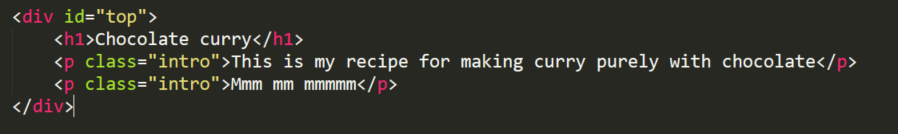 <div id="top">
<h1>Chocolate curry</h1>
<p class="intro">This is my recipe for making curry purely with chocolate</p>
<p class="intro">Mmm mm mmmmm</p>
</div>